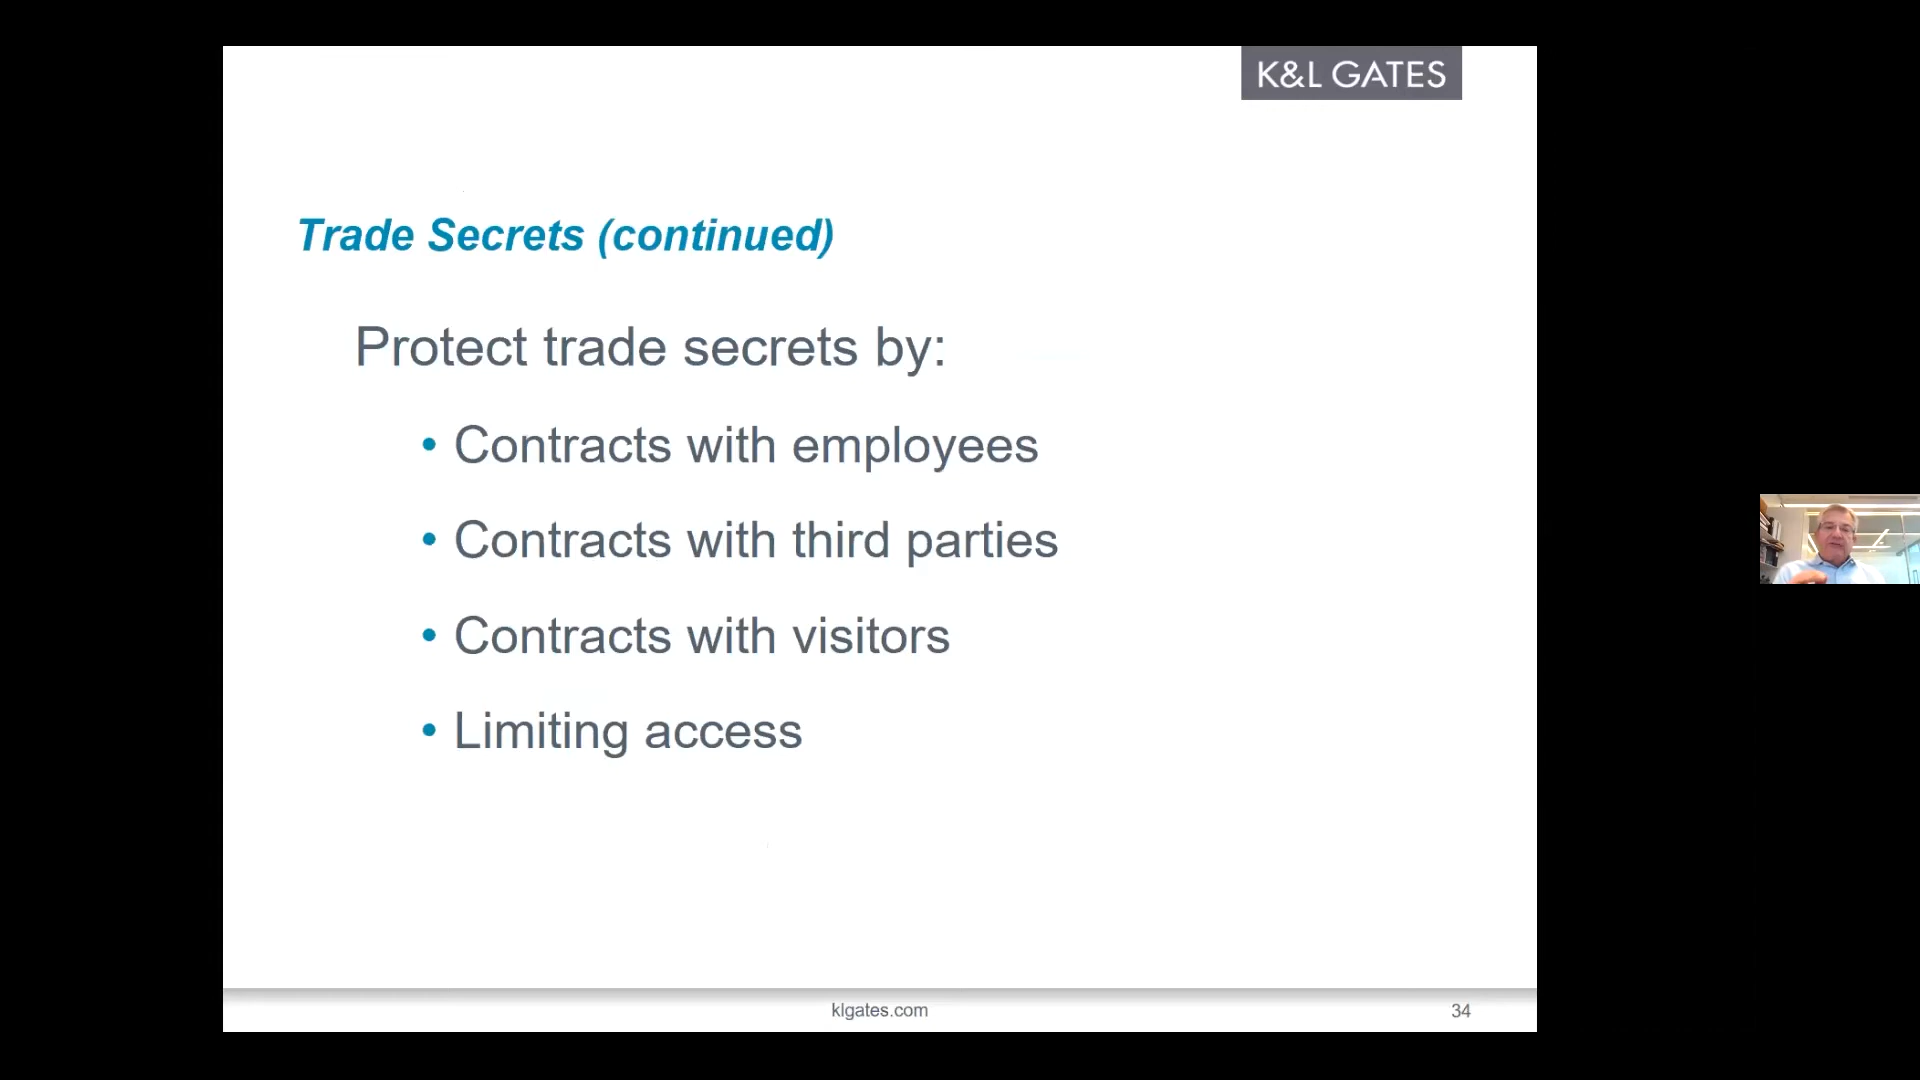 K&L GATES
Trade Secrets (continued)
Protect trade secrets by:
• Contracts with employees
• Contracts with third parties
• Contracts with visitors
• Limiting access
klgates.com
34